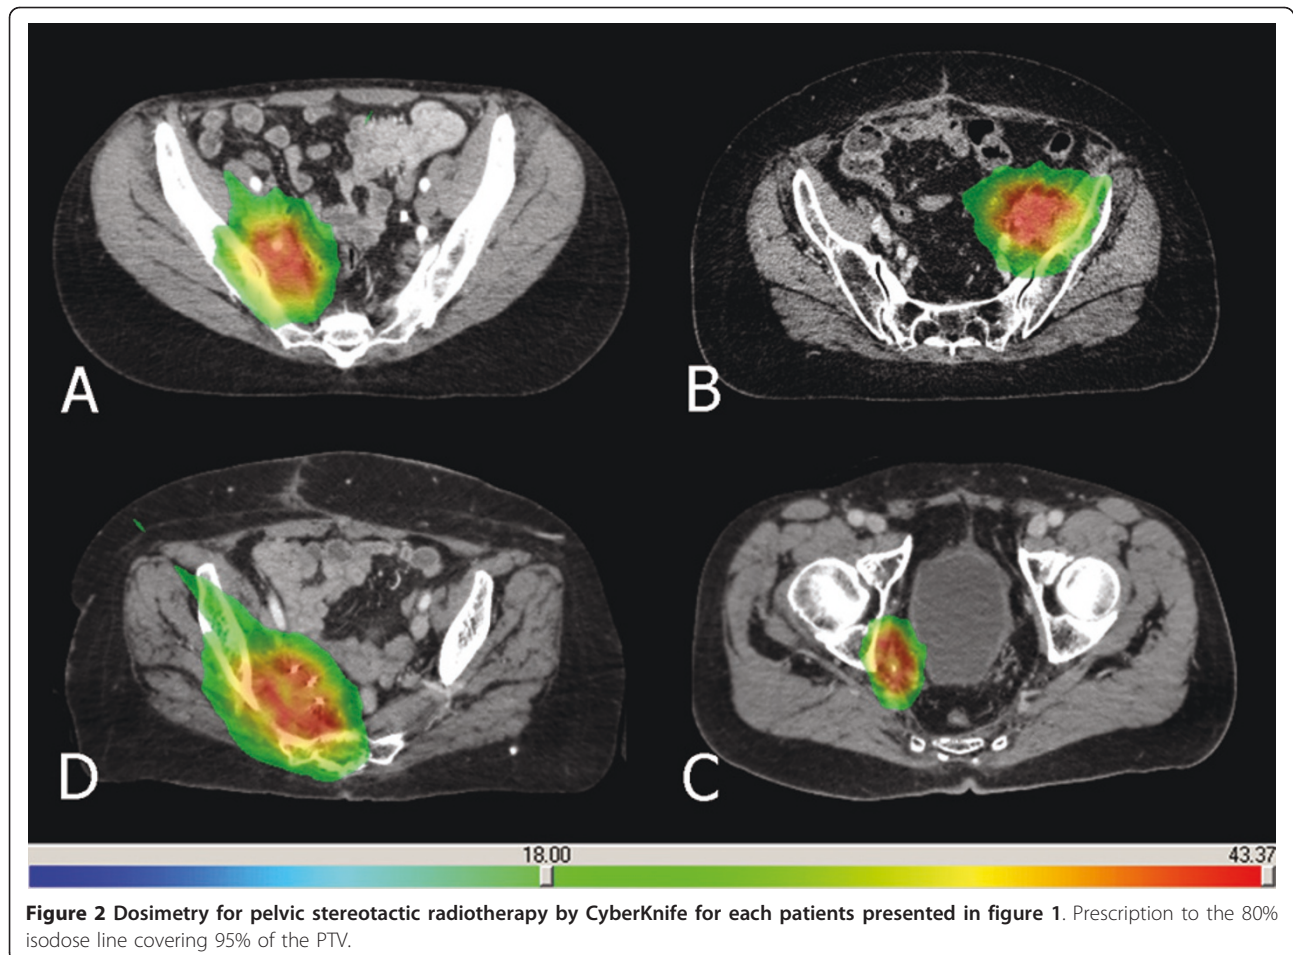 A
B
D
C
18.00
43.37
Figure 2 Dosimetry for pelvic stereotactic radiotherapy by CyberKnife for each patients presented in figure 1. Prescription to the 80%
isodose line covering 95% of the PTV.